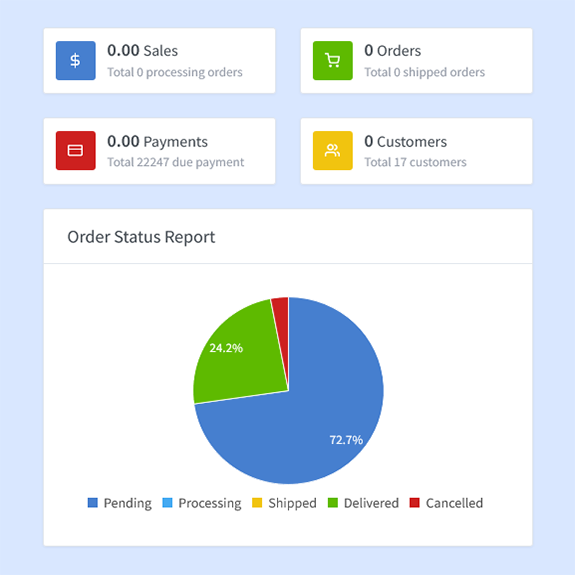 $
0.00 Sales
Total 0 processing orders
0 Orders
Total 0 shipped orders
0.00 Payments
Total 22247 due payment
0 Customers
Total 17 customers
Order Status Report
24.2%
72.7%
Pending Processing Shipped Delivered Cancelled